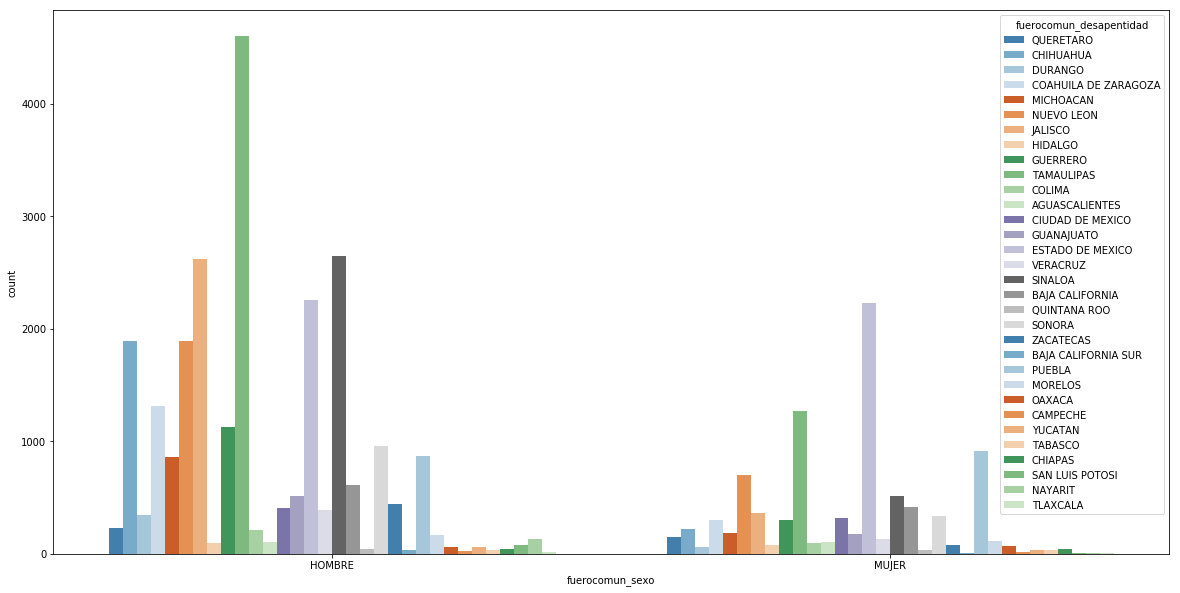 fuerocomun_desapentidad
QUERETARO
CHIHUAHUA
DURANGO
COAHUILA DE ZARAGOZA
MICHOACAN
NUEVO LEON
JALISCO
HIDALGO
GUERRERO
TAMAULIPAS
COLIMA
AGUASCALIENTES
CIUDAD DE MEXICO
GUANAJUATO
ESTADO DE MEXICO
VERACRUZ
SINALOA
BAJA CALIFORNIA
QUINTANA ROO
SONORA
ZACATECAS
BAJA CALIFORNIA SUR
PUEBLA
MORELOS
OAXACA
CAMPECHE
YUCATAN
TABASCO
CHIAPAS
SAN LUIS POTOSI
NAYARIT
TLAXCALA
4000
3000
2000
1000
0
count
HOMBRE
MUJER
fuerocomun_sexo